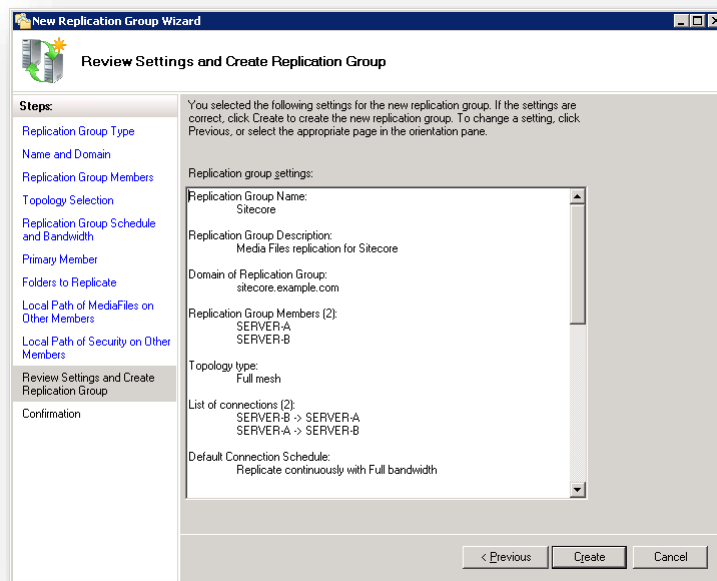 New Replication Group Wizard
Review Settings and Create Replication Group
Steps:
Replication Group Type
Name and Domain
Replication Group Members
Topology Selection
Replication Group Schedule
and Bandwidth
Primary Member
Folders to Replicate
Local Path of MediaFiles on
Other Members
Local Path of Security on Other
Members
Review Settings and Create
Replication Group
Confirmation
You selected the following settings for the new replication group. If the settings are
correct, click Create to create the new replication group. To change a setting, click
Previous, or select the appropriate page in the orientation pane.
Replication group settings:
Replication Group Name:
Sitecore
Replication Group Description:
Media Files replication for Sitecore
Domain of Replication Group:
sitecore.example.com
Replication Group Members (2):
SERVER-A
SERVER-B
Topology type:
Full mesh
List of connections (2):
SERVER-B -> SERVER-A
SERVER-A -> SERVER-B
Default Connection Schedule:
Replicate continuously with Full bandwidth
< Previous
Create
Cancel